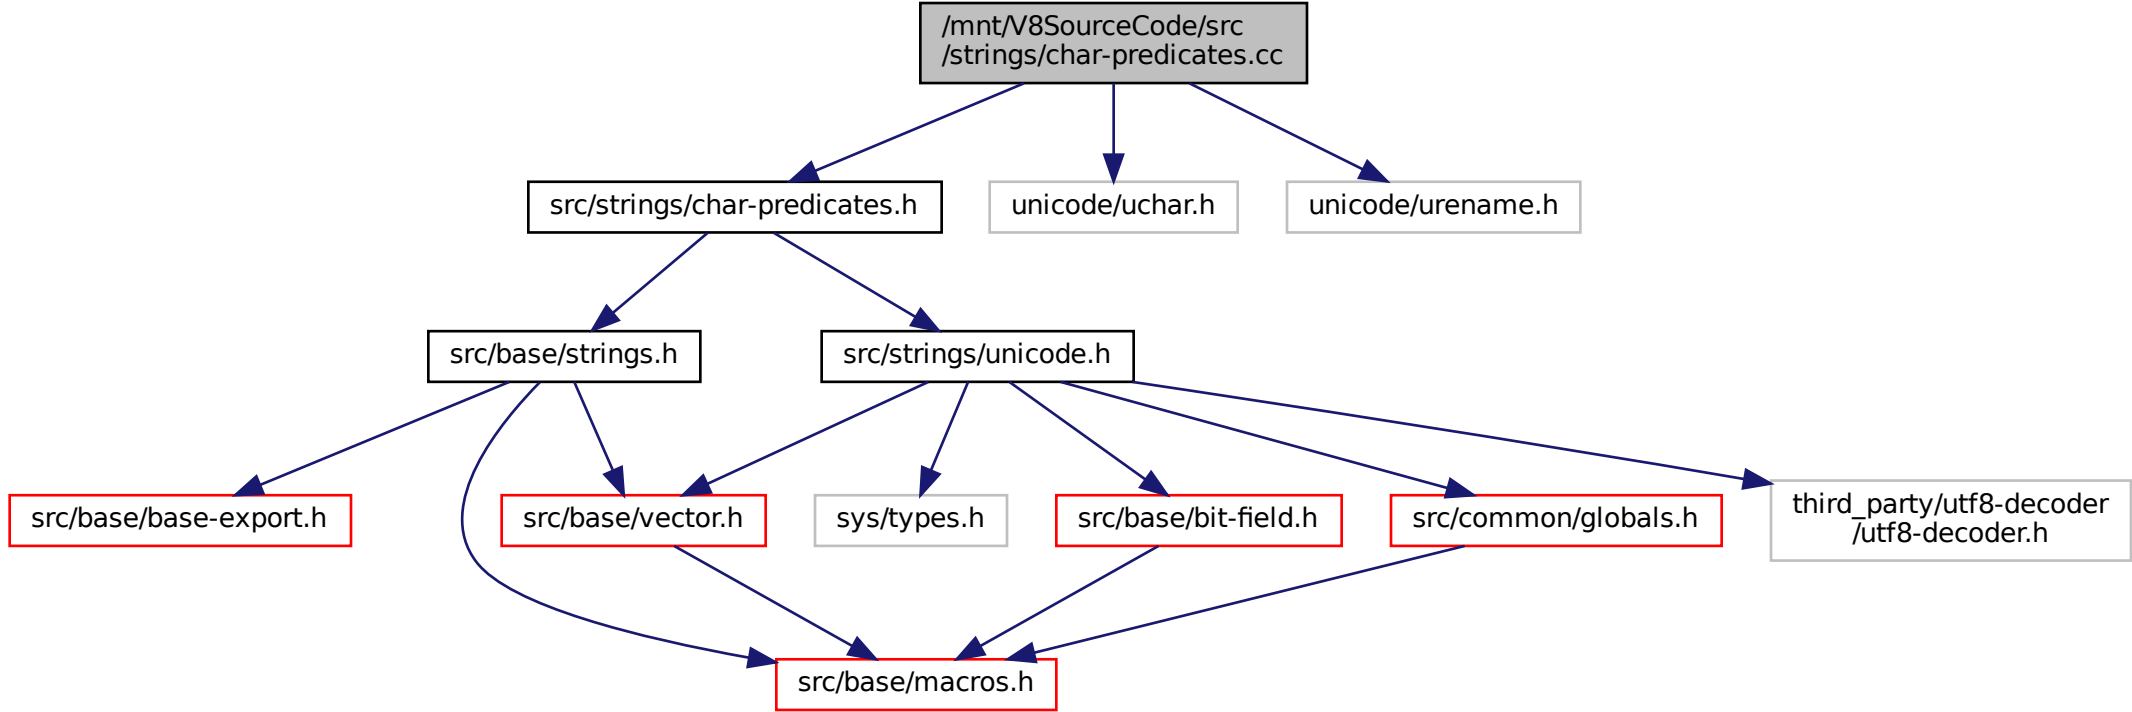 /mnt/V8SourceCode/src
/strings/char-predicates.cc
src/strings/char-predicates.h
unicode/uchar.h
unicode/urename.h
src/base/strings.h
src/strings/unicode.h
src/base/base-export.h
src/base/vector.h
sys/types.h
src/base/bit-field.h
src/common/globals.h
third_party/utf8-decoder
/utf8-decoder.h
src/base/macros.h